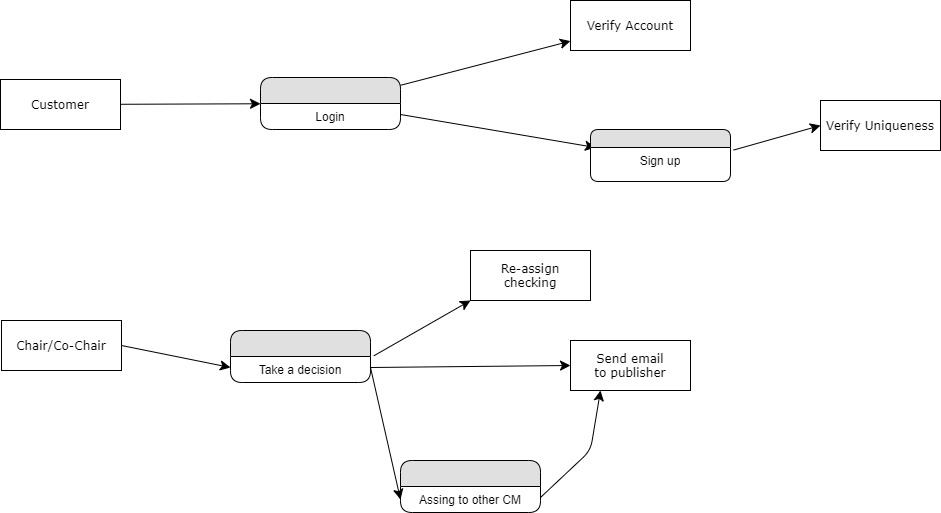 Verify Account
Customer
Login
Verify Uniqueness
Sign up
Re-assign
checking
Chair/Co-Chair
Take a decision
Send email
to publisher
Assing to other CM